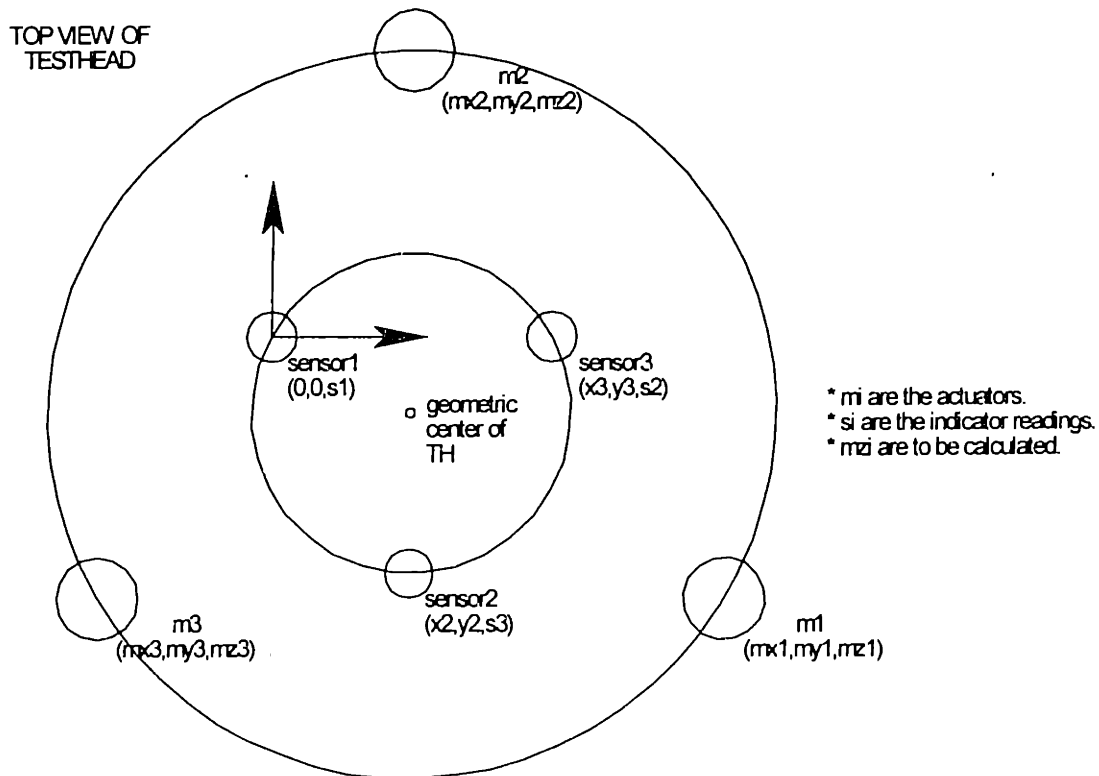 TOP VIEW OF
TESTHEAD
m2
(mx2,my2,mz2)
sensor1
(0,0,s1)
sensor3
(x3,y3,s2)
geometric
center of
TH
* mi are the actuators.
* si are the indicator readings.
* mzi are to be calculated.
sensor2
(x2,y2,s3)
m3
(mx3,my3,mz3)
m1
(mx1,my1,mz1)